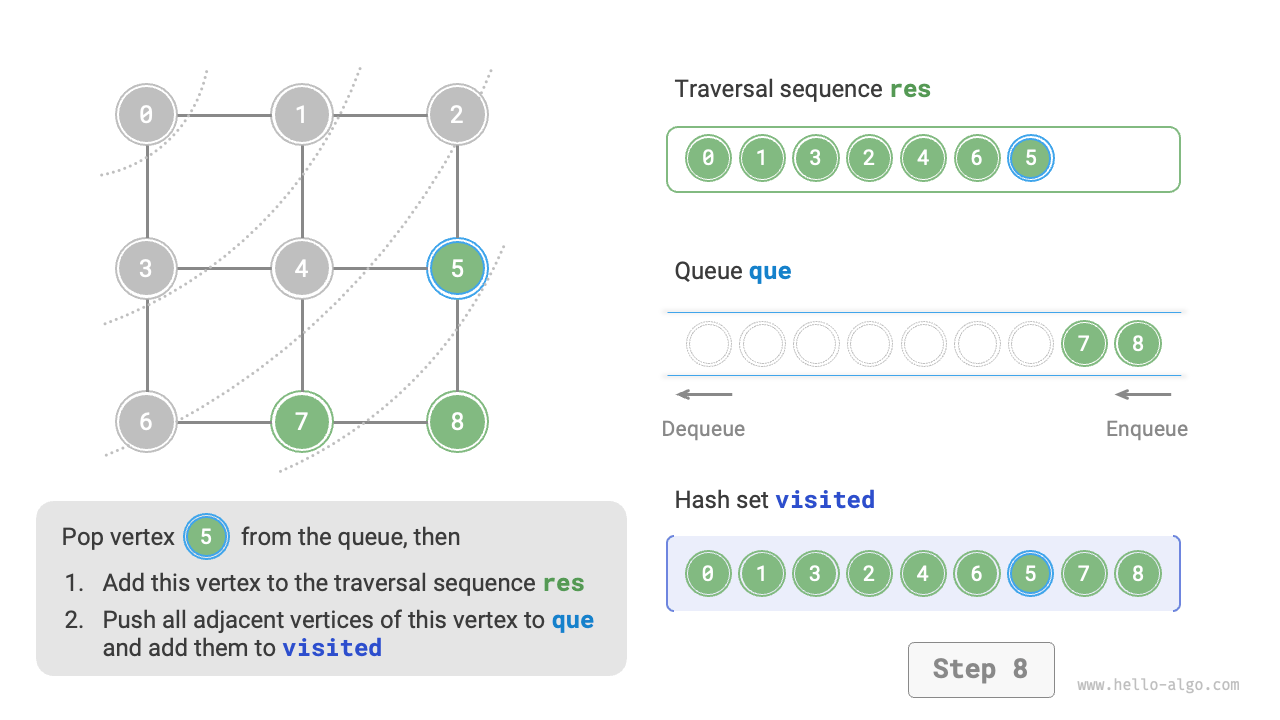 0 1 2
3 4 5
6 7 8
Pop vertex 5 from the queue, then
1. Add this vertex to the traversal sequence res
2. Push all adjacent vertices of this vertex to que
and add them to visited
Traversal sequence res
0 1 3 2 4 6 5
Queue que
7 8
Dequeue Enqueue
Hash set visited
0 1 3 2 4 6 5 7 8
Step 8
www.hello-algo.com